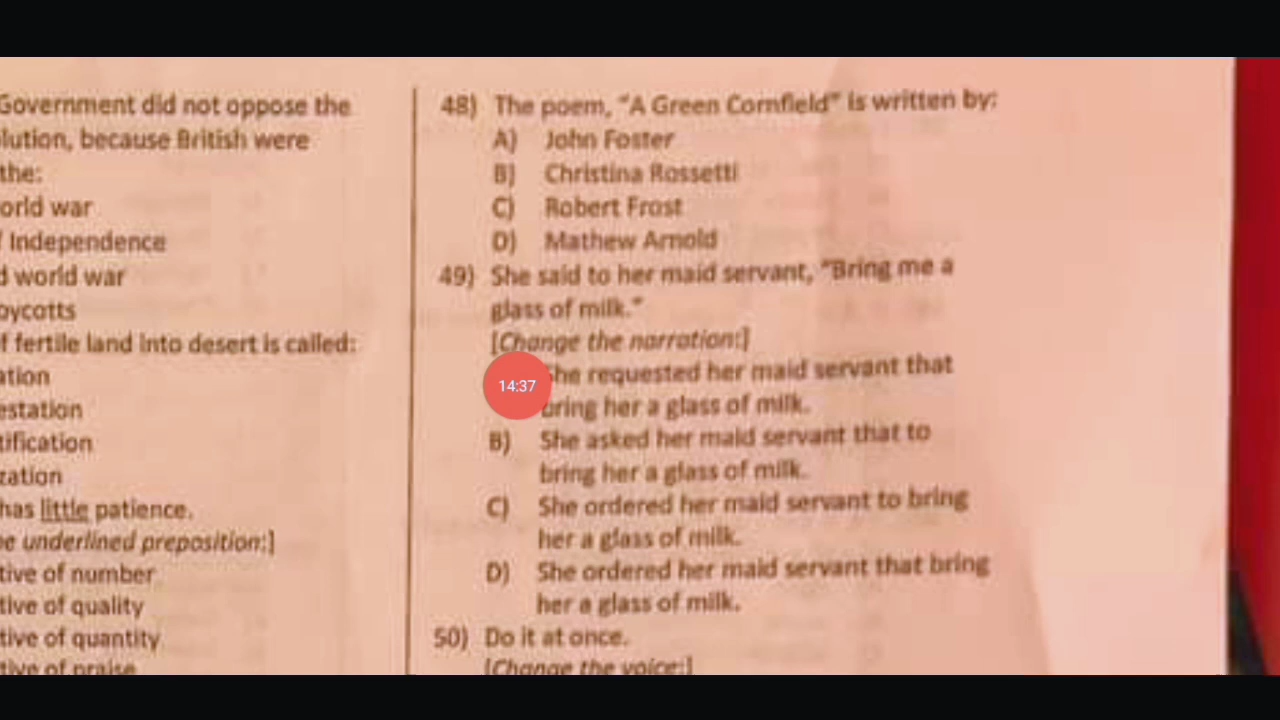 Government did not oppose the
lution, because British were
the:
orld war
f Independence
d world war
oycotts
f fertile land into desert is called:
ation
estation
tification
zation
has little patience.
e underlined preposition:]
tive of number
tive of quality
tive of quantity
tive of praise
48) The poem, "A Green Cornfield" is written by:
A) John Foster
B) Christina Rossetti
C) Robert Frost
D) Mathew Arnold
49) She said to her maid servant, "Bring me a
glass of milk."
[Change the narration:]
She requested her maid servant that
bring her a glass of milk.
B) She asked her maid servant that to
bring her a glass of milk.
C) She ordered her maid servant to bring
her a glass of milk.
D) She ordered her maid servant that bring
her a glass of milk.
50) Do it at once.
[Change the voice:]
14:37